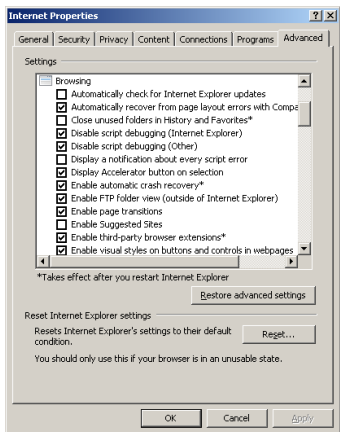 Internet Properties
General Security Privacy Content Connections Programs Advanced
Settings
Browsing
Automatically check for Internet Explorer updates
Automatically recover from page layout errors with Compa
Close unused folders in History and Favorites*
Disable script debugging (Internet Explorer)
Disable script debugging (Other)
Display a notification about every script error
Display Accelerator button on selection
Enable automatic crash recovery*
Enable FTP folder view (outside of Internet Explorer)
Enable page transitions
Enable Suggested Sites
Enable third-party browser extensions*
Enable visual styles on buttons and controls in webpages
*Takes effect after you restart Internet Explorer
Restore advanced settings
Reset Internet Explorer settings
Resets Internet Explorer's settings to their default
condition.
Reset...
You should only use this if your browser is in an unusable state.
OK Cancel Apply